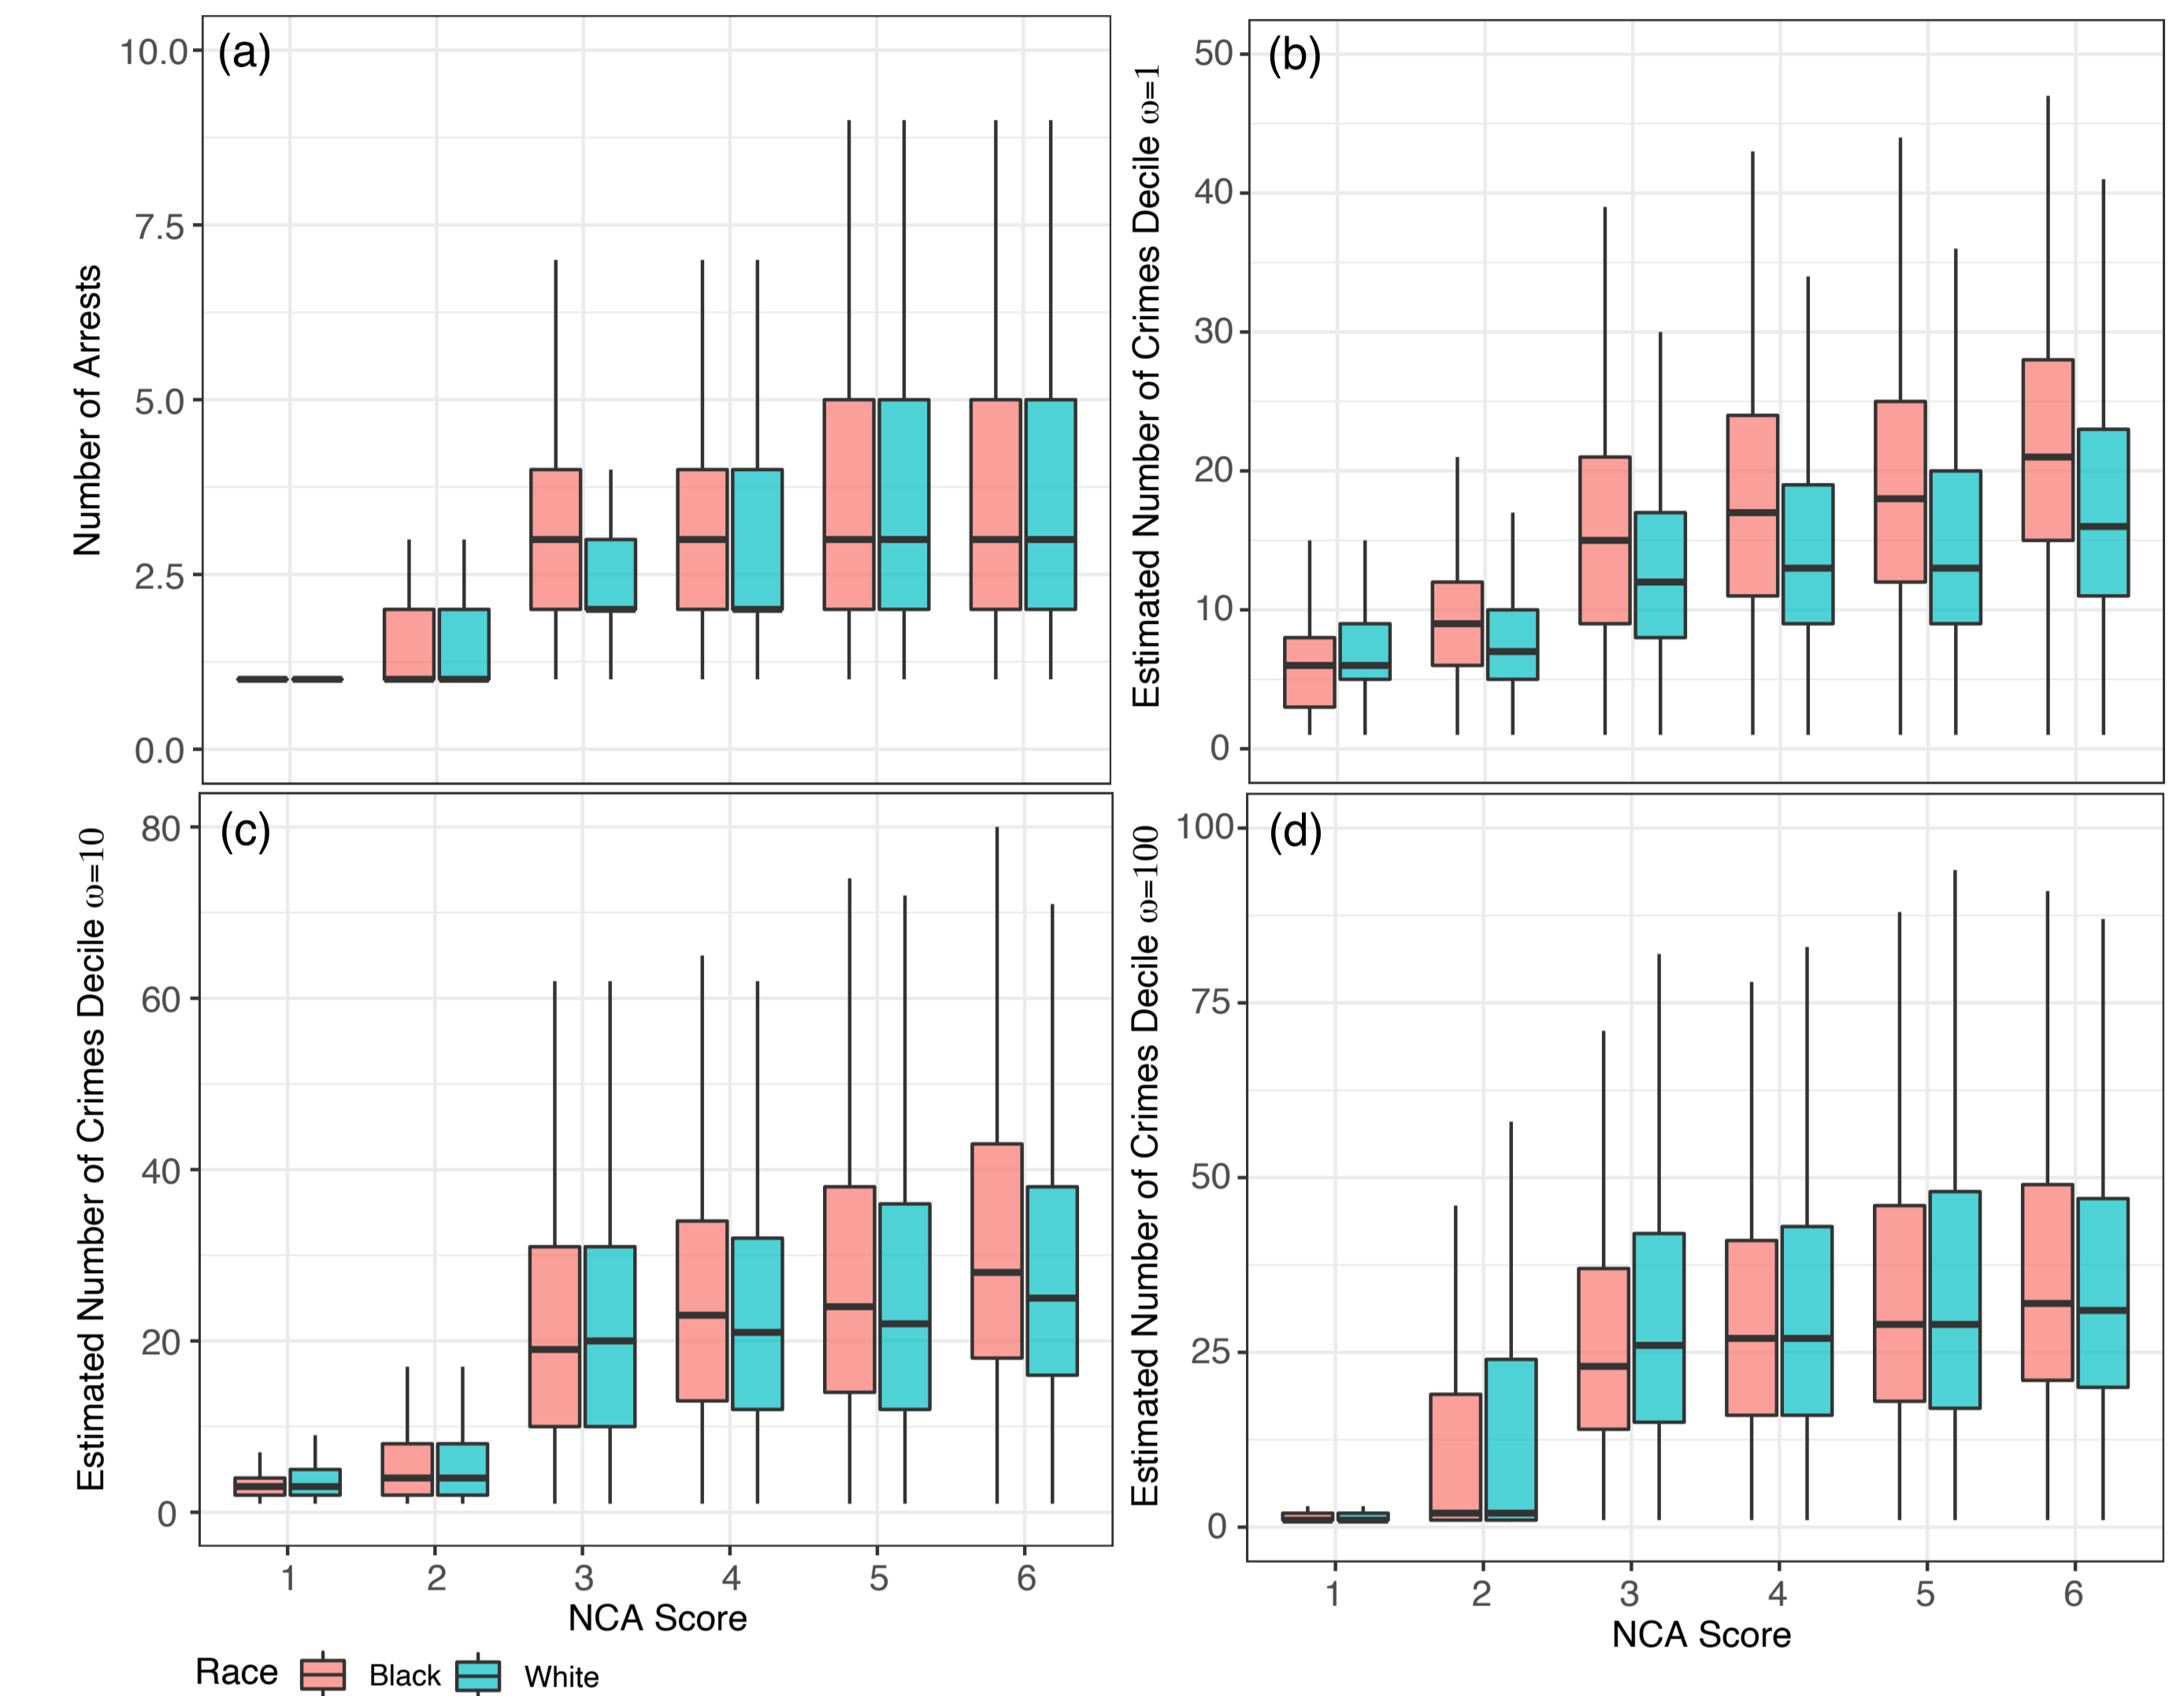 (a)
Number of Arrests
10.0
7.5
5.0
2.5
0.0
(b)
Estimated Number of Crimes Decile ω=1
50
40
30
20
10
0
(c)
Estimated Number of Crimes Decile ω=10
80
60
40
20
0
1 2 3 4 5 6
NCA Score
(d)
Estimated Number of Crimes Decile ω=100
100
75
50
25
0
1 2 3 4 5 6
NCA Score
Race Black White